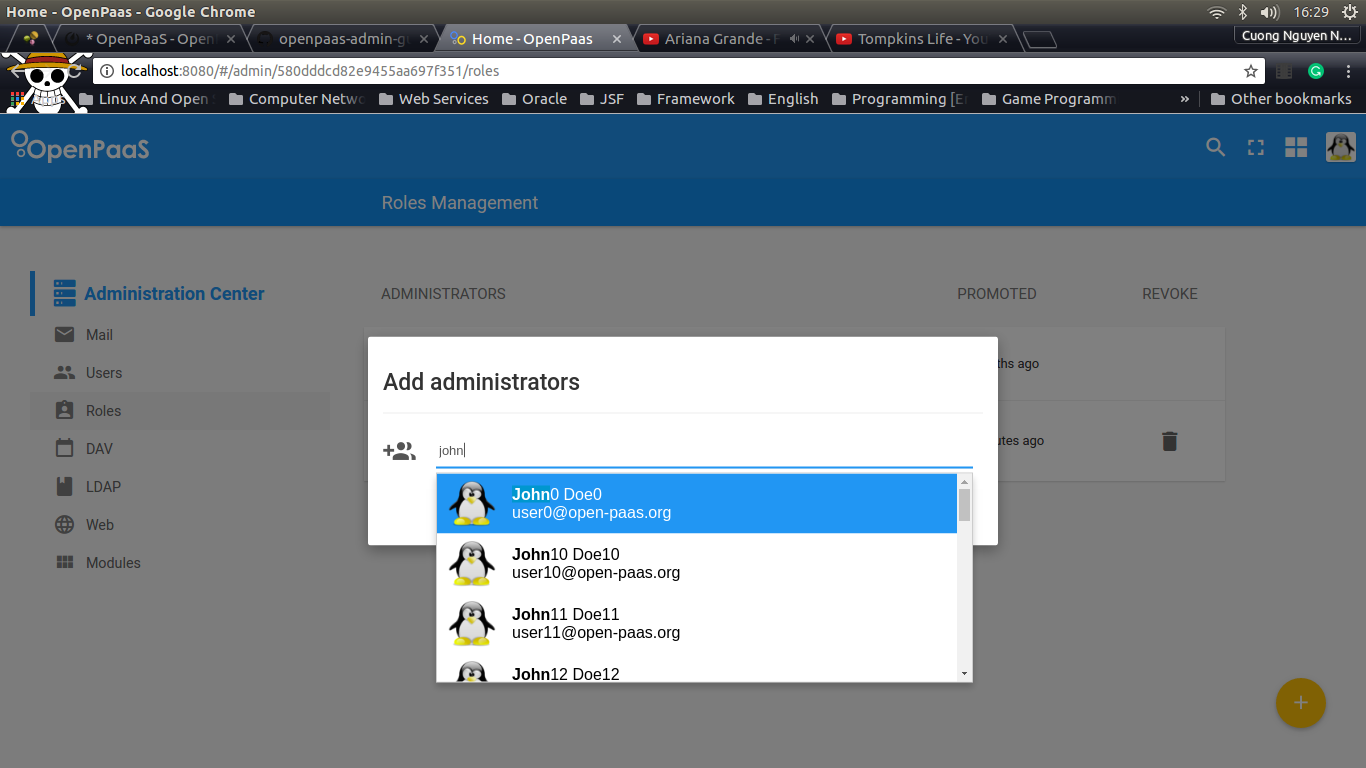 Home - OpenPaas - Google Chrome
16:29
* OpenPaaS - Open
openpaas-admin-g
Home - OpenPaas
Ariana Grande - F
Tompkins Life - You
Cuong Nguyen N...
localhost:8080/#/admin/580dddcd82e9455aa697f351/roles
Apps
Linux And Open S
Computer Netwo
Web Services
Oracle
JSF
Framework
English
Programming [E
Game Programm
»
Other bookmarks
OpenPaaS
Roles Management
Administration Center
Mail
Users
Roles
DAV
LDAP
Web
Modules
ADMINISTRATORS
PROMOTED
REVOKE
ths ago
utes ago
Add administrators
john
John0 Doe0
user0@open-paas.org
John10 Doe10
user10@open-paas.org
John11 Doe11
user11@open-paas.org
John12 Doe12